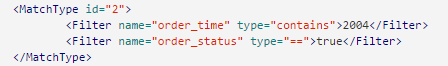 <MatchType id="2">
<Filter name="order_time" type="contains">2004</Filter>
<Filter name="order_status" type="==">true</Filter>
</MatchType>